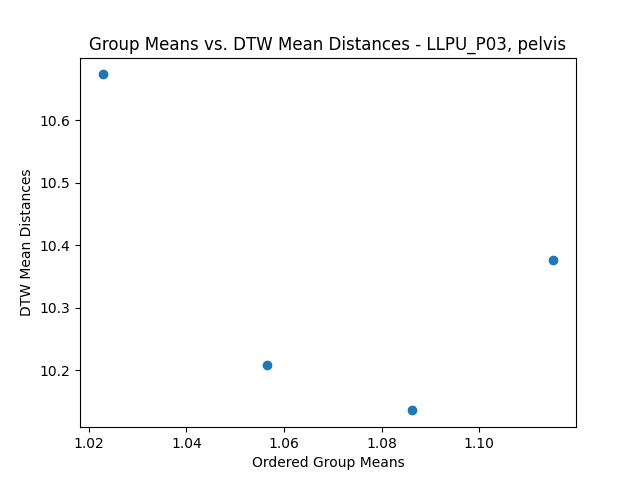 Group Means vs. DTW Mean Distances - LLPU_P03, pelvis
10.6
10.5
10.4
10.3
10.2
DTW Mean Distances
1.02 1.04 1.06 1.08 1.10
Ordered Group Means